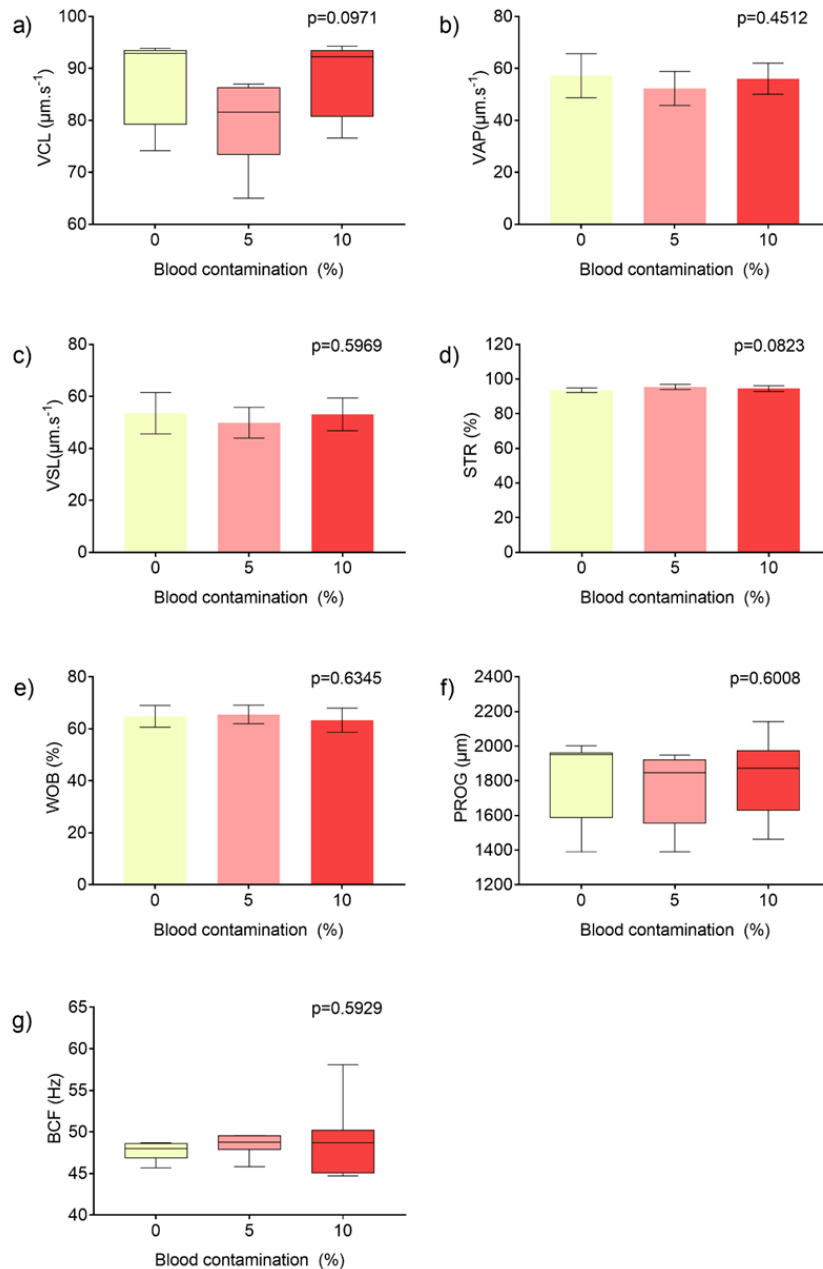 a)
p=0.0971
100
90
80
70
60
VCL (µm.s⁻¹)
0 5 10
Blood contamination (%)
b)
p=0.4512
80
60
40
20
0
VAP(µm.s⁻¹)
0 5 10
Blood contamination (%)
c)
p=0.5969
80
60
40
20
0
VSL(µm.s⁻¹)
0 5 10
Blood contamination (%)
d)
p=0.0823
120
100
80
60
40
20
0
STR (%)
0 5 10
Blood contamination (%)
e)
p=0.6345
80
60
40
20
0
WOB (%)
0 5 10
Blood contamination (%)
f)
p=0.6008
2400
2200
2000
1800
1600
1400
1200
PROG (µm)
0 5 10
Blood contamination (%)
g)
p=0.5929
65
60
55
50
45
40
BCF (Hz)
0 5 10
Blood contamination (%)